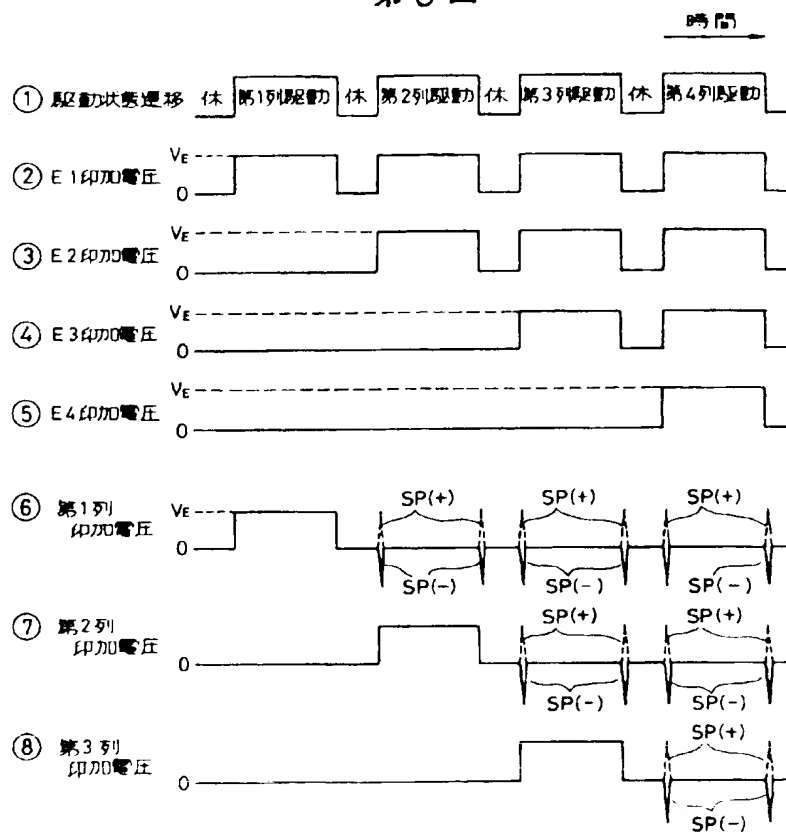 時間
① 駆動状態遷移 休 第1列駆動 休 第2列駆動 休 第3列駆動 休 第4列駆動
② E1印加電圧 VE 0
③ E2印加電圧 VE 0
④ E3印加電圧 VE 0
⑤ E4印加電圧 VE 0
⑥ 第1列 印加電圧 VE 0
SP(+) SP(+) SP(+)
SP(-) SP(-) SP(-)
⑦ 第2列 印加電圧 0
SP(+) SP(+)
SP(-) SP(-)
⑧ 第3列 印加電圧 0
SP(+)
SP(-)